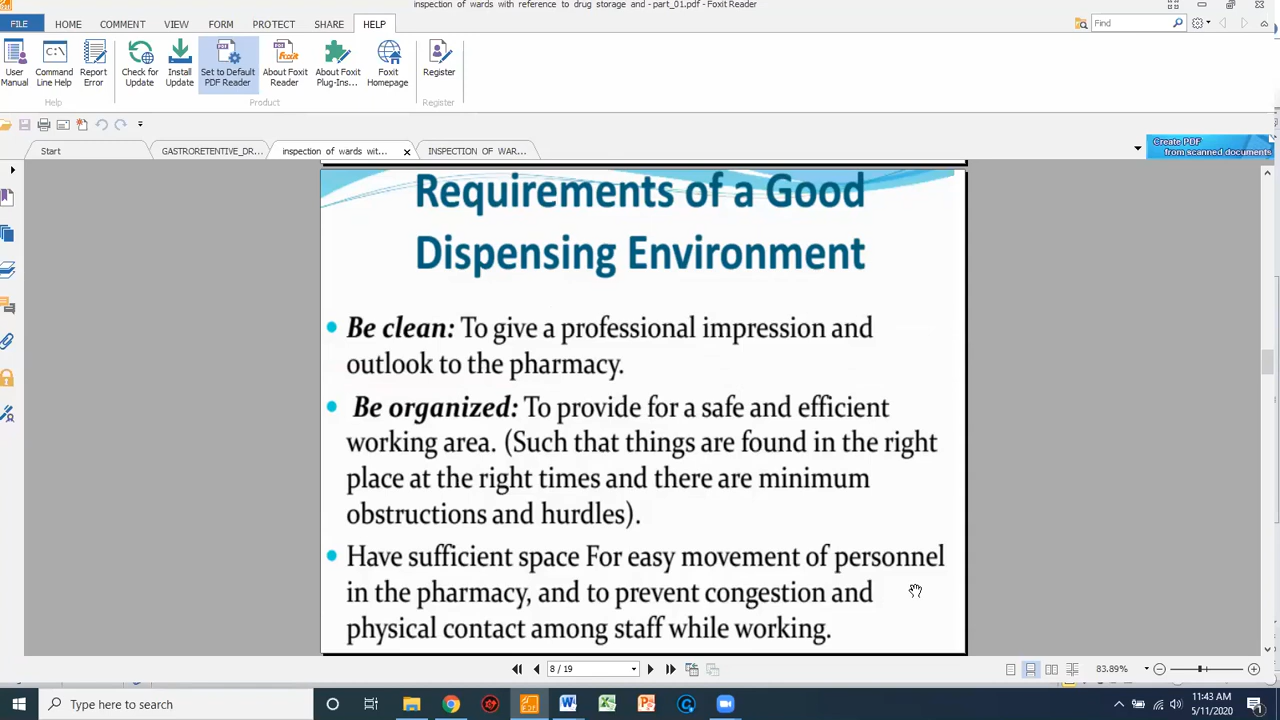 inspection of wards with reference to drug storage and - part_01.pdf - Foxit Reader
FILE HOME COMMENT VIEW FORM PROTECT SHARE HELP Find
User Manual
Command Line Help
Report Error
Check for Update
Install Update
Set to Default PDF Reader
About Foxit Reader
About Foxit Plug-Ins...
Foxit Homepage
Register
Help Product Register
Start GASTRORETENTIVE_DR... inspection of wards wit... INSPECTION OF WAR...
Create PDF
from scanned documents
Requirements of a Good
Dispensing Environment
• Be clean: To give a professional impression and
outlook to the pharmacy.
• Be organized: To provide for a safe and efficient
working area. (Such that things are found in the right
place at the right times and there are minimum
obstructions and hurdles).
• Have sufficient space For easy movement of personnel
in the pharmacy, and to prevent congestion and
physical contact among staff while working.
8 / 19 83.89%
Type here to search
11:43 AM
5/11/2020